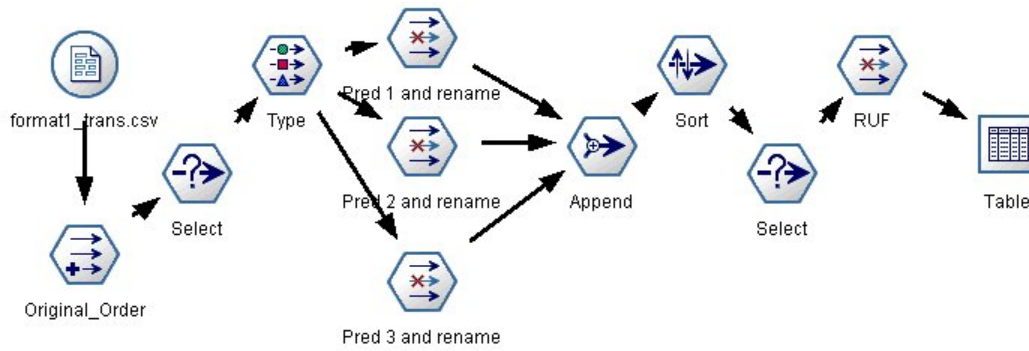 format1_trans.csv
Original_Order
Select
Type
Pred 1 and rename
Pred 2 and rename
Pred 3 and rename
Append
Sort
Select
RUF
Table